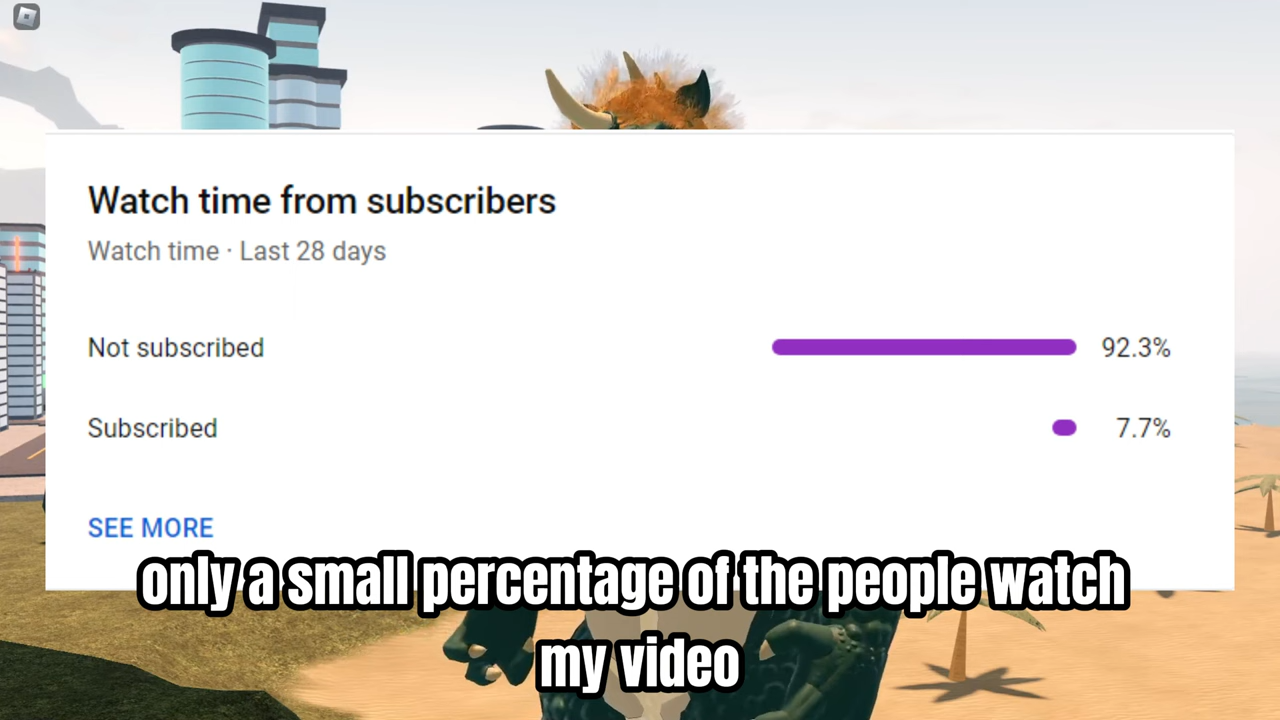 Watch time from subscribers
Watch time · Last 28 days
Not subscribed 92.3%
Subscribed 7.7%
SEE MORE
only a small percentage of the people watch
my video